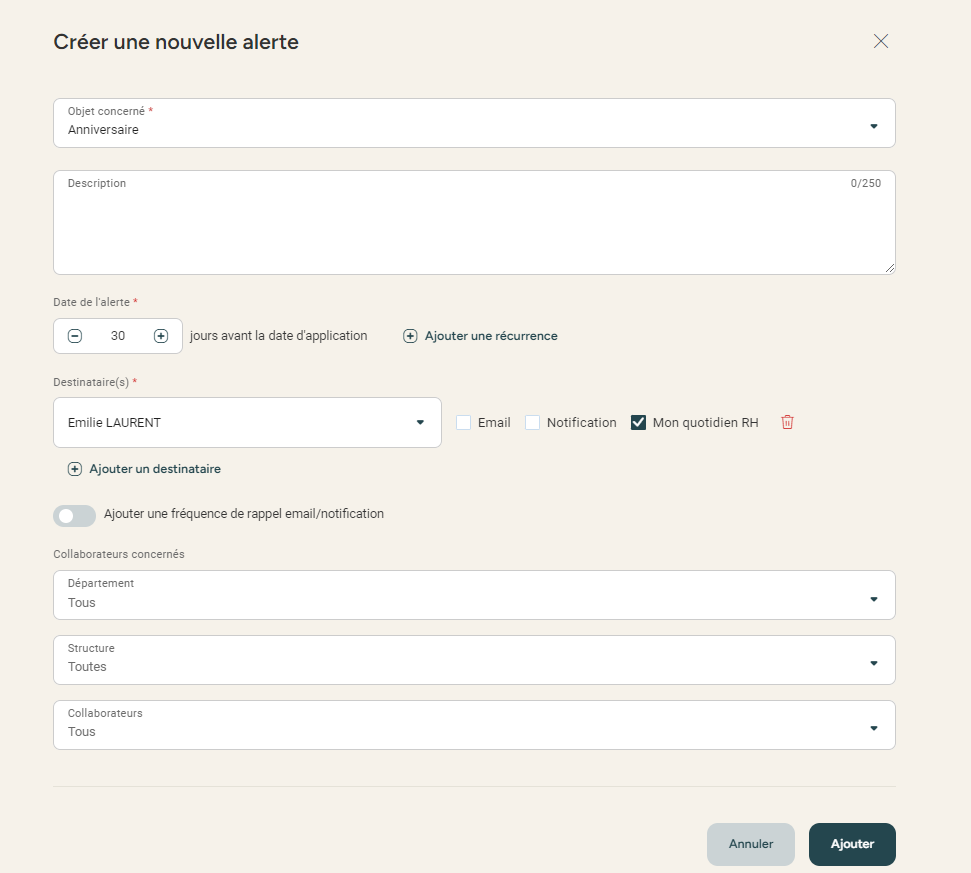 Créer une nouvelle alerte
Objet concerné *
Anniversaire
Description 0/250
Date de l'alerte *
30 jours avant la date d'application Ajouter une récurrence
Destinataire(s) *
Emilie LAURENT Email Notification Mon quotidien RH
Ajouter un destinataire
Ajouter une fréquence de rappel email/notification
Collaborateurs concernés
Département
Tous
Structure
Toutes
Collaborateurs
Tous
Annuler Ajouter